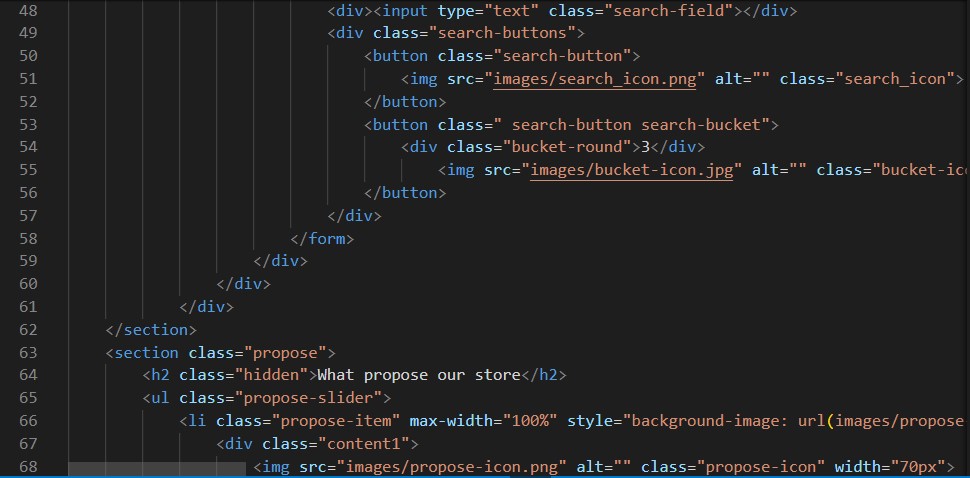 48 <div><input type="text" class="search-field"></div>
49 <div class="search-buttons">
50 <button class="search-button">
51 <img src="images/search_icon.png" alt="" class="search_icon">
52 </button>
53 <button class=" search-button search-bucket">
54 <div class="bucket-round">3</div>
55 <img src="images/bucket-icon.jpg" alt="" class="bucket-ic
56 </button>
57 </div>
58 </form>
59 </div>
60 </div>
61 </div>
62 </section>
63 <section class="propose">
64 <h2 class="hidden">What propose our store</h2>
65 <ul class="propose-slider">
66 <li class="propose-item" max-width="100%" style="background-image: url(images/propose
67 <div class="content1">
68 <img src="images/propose-icon.png" alt="" class="propose-icon" width="70px">